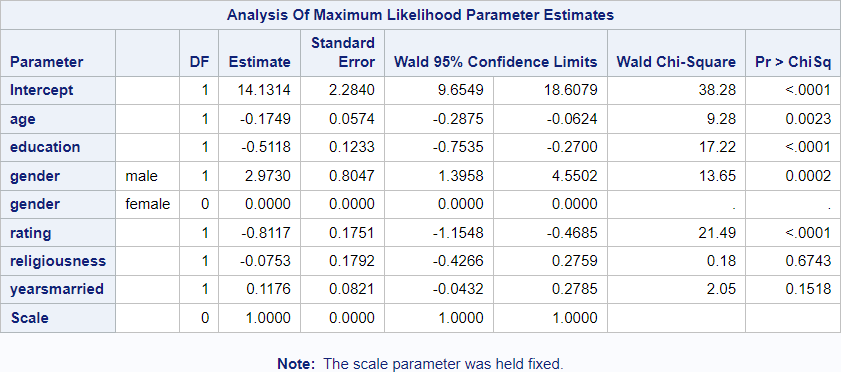 Analysis Of Maximum Likelihood Parameter Estimates
Parameter DF Estimate Standard Error Wald 95% Confidence Limits Wald Chi-Square Pr > ChiSq
Intercept 1 14.1314 2.2840 9.6549 18.6079 38.28 <.0001
age 1 -0.1749 0.0574 -0.2875 -0.0624 9.28 0.0023
education 1 -0.5118 0.1233 -0.7535 -0.2700 17.22 <.0001
gender male 1 2.9730 0.8047 1.3958 4.5502 13.65 0.0002
gender female 0 0.0000 0.0000 0.0000 0.0000 . .
rating 1 -0.8117 0.1751 -1.1548 -0.4685 21.49 <.0001
religiousness 1 -0.0753 0.1792 -0.4266 0.2759 0.18 0.6743
yearsmarried 1 0.1176 0.0821 -0.0432 0.2785 2.05 0.1518
Scale 0 1.0000 0.0000 1.0000 1.0000
Note: The scale parameter was held fixed.